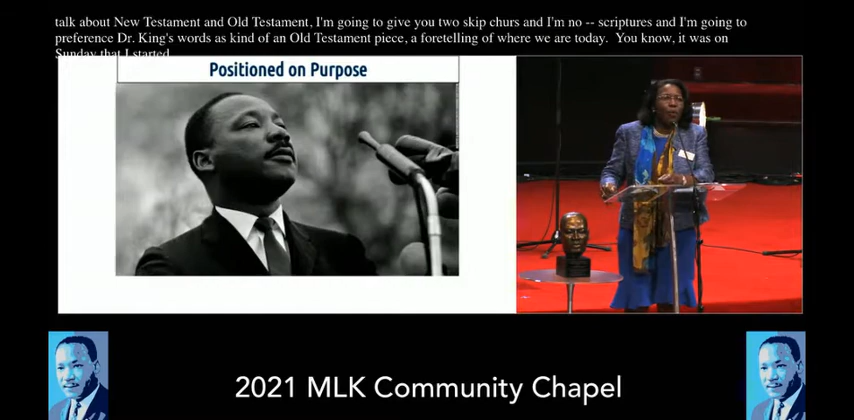 talk about New Testament and Old Testament, I'm going to give you two skip churs and I'm no -- scriptures and I'm going to
preference Dr. King's words as kind of an Old Testament piece, a foretelling of where we are today.  You know, it was on
Sunday that I started
Positioned on Purpose
2021 MLK Community Chapel